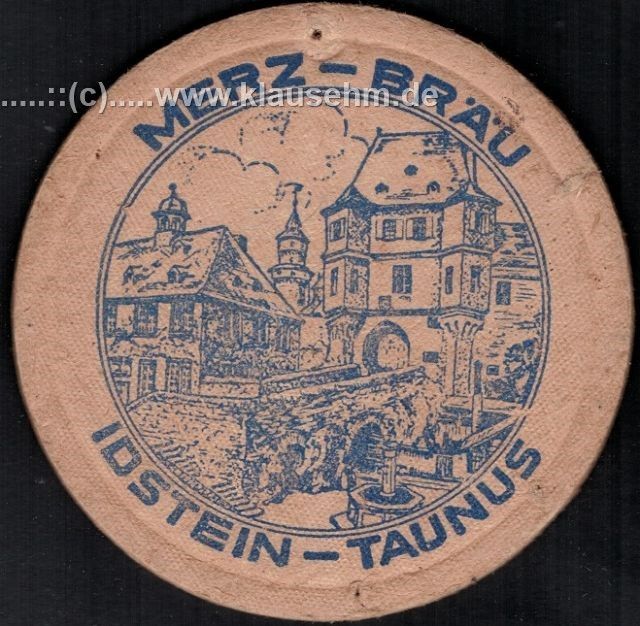 MERZ-BRÄU
......::(c).....www.klausehm.de
IDSTEIN-TAUNUS